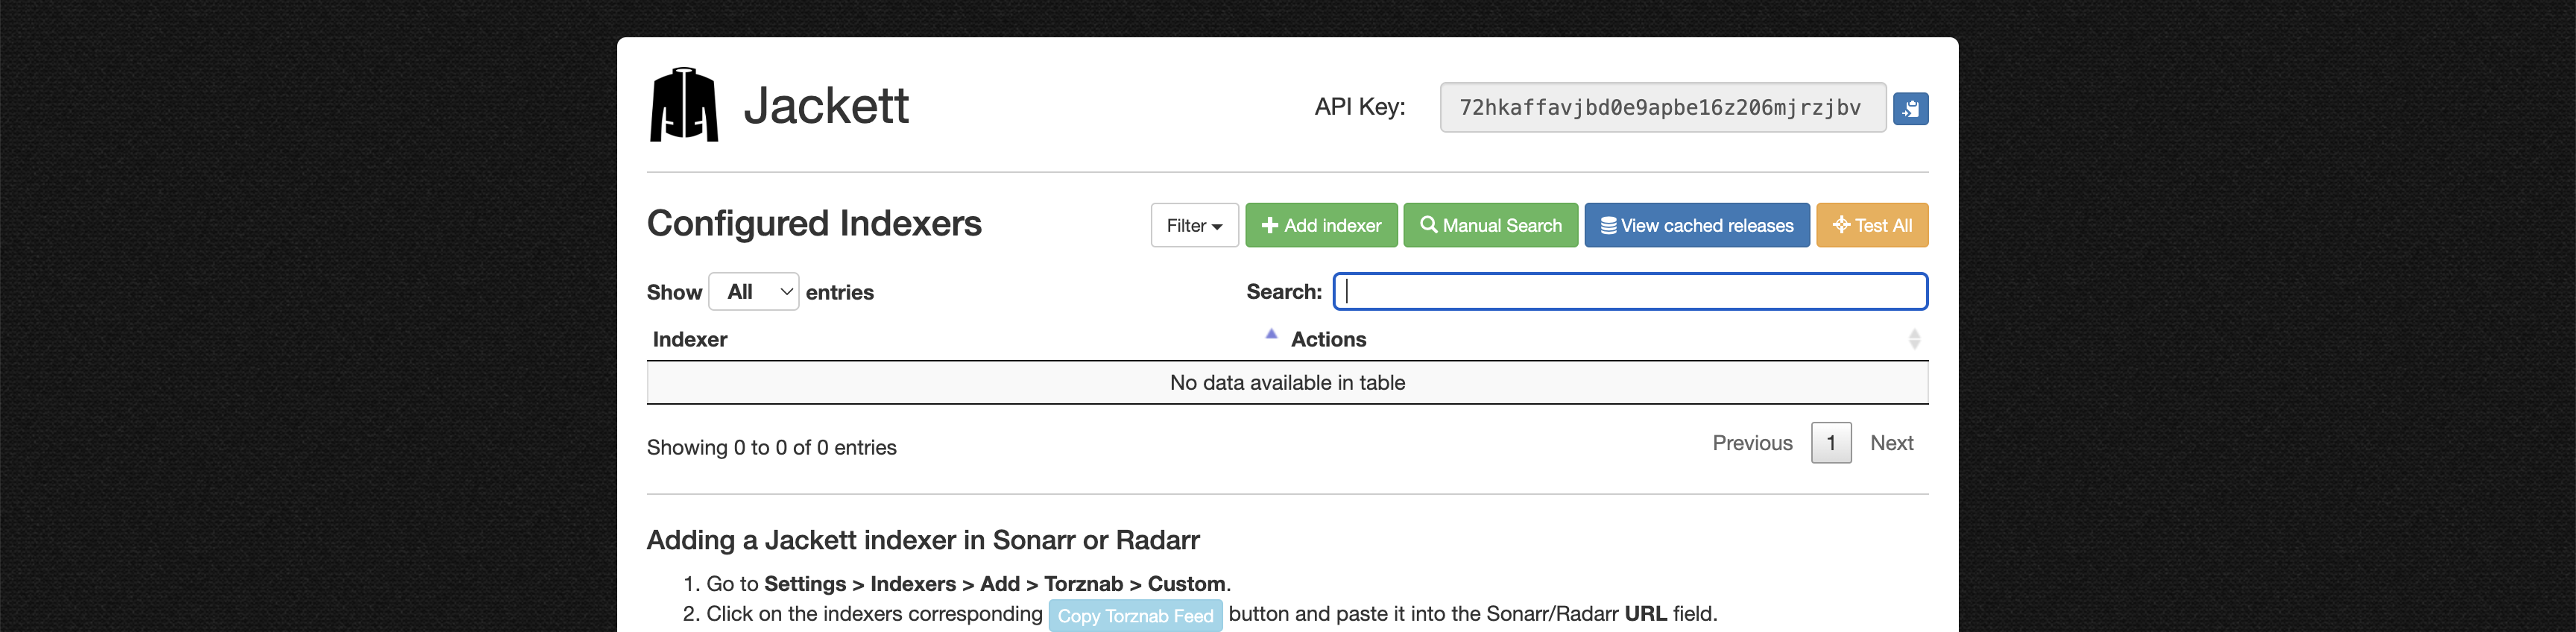 Jackett
API Key: 72hkaffavjbd0e9apbe16z206mjrzjbv
Configured Indexers
Filter Add indexer Manual Search View cached releases Test All
Show All entries Search:
Indexer Actions
No data available in table
Showing 0 to 0 of 0 entries Previous 1 Next
Adding a Jackett indexer in Sonarr or Radarr
1. Go to Settings > Indexers > Add > Torznab > Custom.
2. Click on the indexers corresponding Copy Torznab Feed button and paste it into the Sonarr/Radarr URL field.